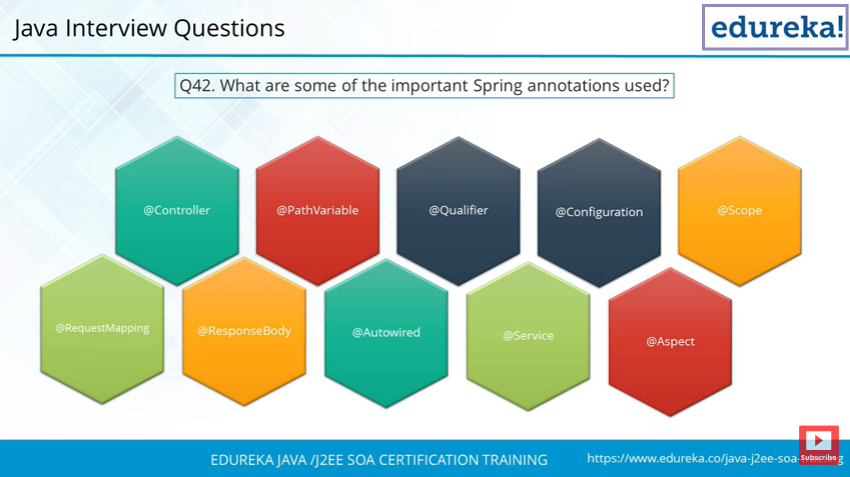 Java Interview Questions
edureka!
Q42. What are some of the important Spring annotations used?
@Controller
@PathVariable
@Qualifier
@Configuration
@Scope
@RequestMapping
@ResponseBody
@Autowired
@Service
@Aspect
EDUREKA JAVA /J2EE SOA CERTIFICATION TRAINING
https://www.edureka.co/java-j2ee-soa-
Subscribe